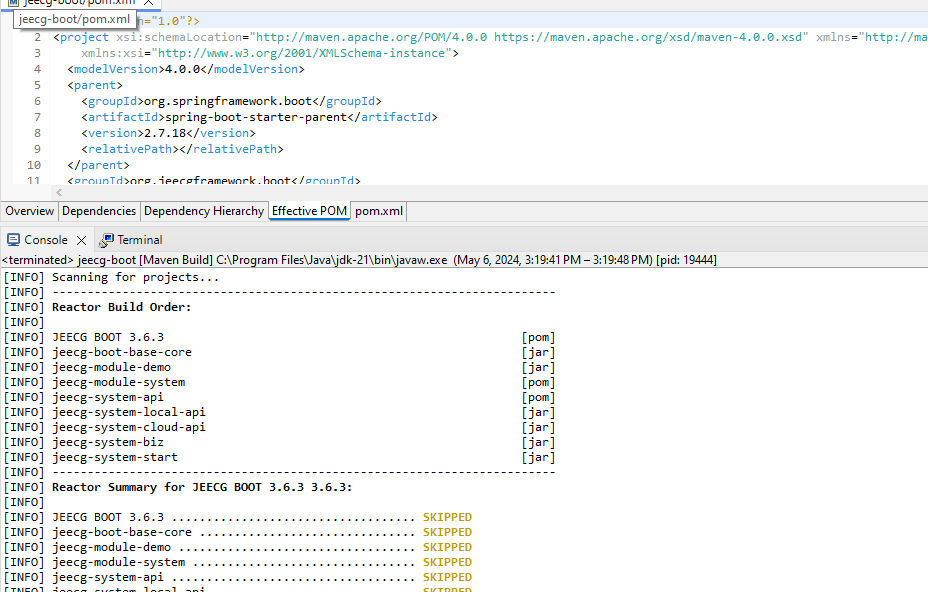 jeecg-boot/pom.xml
jeecg-boot/pom.xml
="1.0"?>
2 <project xsi:schemaLocation="http://maven.apache.org/POM/4.0.0 https://maven.apache.org/xsd/maven-4.0.0.xsd" xmlns="http://ma
3 xmlns:xsi="http://www.w3.org/2001/XMLSchema-instance">
4 <modelVersion>4.0.0</modelVersion>
5 <parent>
6 <groupId>org.springframework.boot</groupId>
7 <artifactId>spring-boot-starter-parent</artifactId>
8 <version>2.7.18</version>
9 <relativePath></relativePath>
10 </parent>
11 <groupId>org.jeecgframework.boot</groupId>
Overview Dependencies Dependency Hierarchy Effective POM pom.xml
Console Terminal
<terminated> jeecg-boot [Maven Build] C:\Program Files\Java\jdk-21\bin\javaw.exe (May 6, 2024, 3:19:41 PM – 3:19:48 PM) [pid: 19444]
[INFO] Scanning for projects...
[INFO] ------------------------------------------------------------------------
[INFO] Reactor Build Order:
[INFO]
[INFO] JEECG BOOT 3.6.3 [pom]
[INFO] jeecg-boot-base-core [jar]
[INFO] jeecg-module-demo [jar]
[INFO] jeecg-module-system [pom]
[INFO] jeecg-system-api [pom]
[INFO] jeecg-system-local-api [jar]
[INFO] jeecg-system-cloud-api [jar]
[INFO] jeecg-system-biz [jar]
[INFO] jeecg-system-start [jar]
[INFO] ------------------------------------------------------------------------
[INFO] Reactor Summary for JEECG BOOT 3.6.3 3.6.3:
[INFO]
[INFO] JEECG BOOT 3.6.3 ................................... SKIPPED
[INFO] jeecg-boot-base-core ............................... SKIPPED
[INFO] jeecg-module-demo .................................. SKIPPED
[INFO] jeecg-module-system ................................ SKIPPED
[INFO] jeecg-system-api ................................... SKIPPED
[INFO] jeecg-system-local-api ............................. SKIPPED